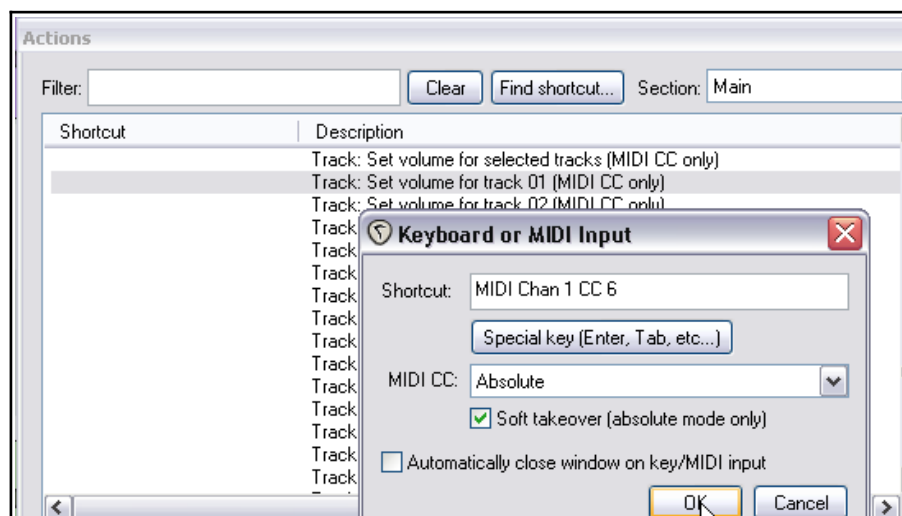 Actions
Filter: Clear Find shortcut... Section: Main
Shortcut Description
Track: Set volume for selected tracks (MIDI CC only)
Track: Set volume for track 01 (MIDI CC only)
Track: Set volume for track 02 (MIDI CC only)
Track
Track
Track
Track
Track
Track
Track
Track
Track
Track
Track
Track
Keyboard or MIDI Input
Shortcut: MIDI Chan 1 CC 6
Special key (Enter, Tab, etc...)
MIDI CC: Absolute
Soft takeover (absolute mode only)
Automatically close window on key/MIDI input
OK Cancel